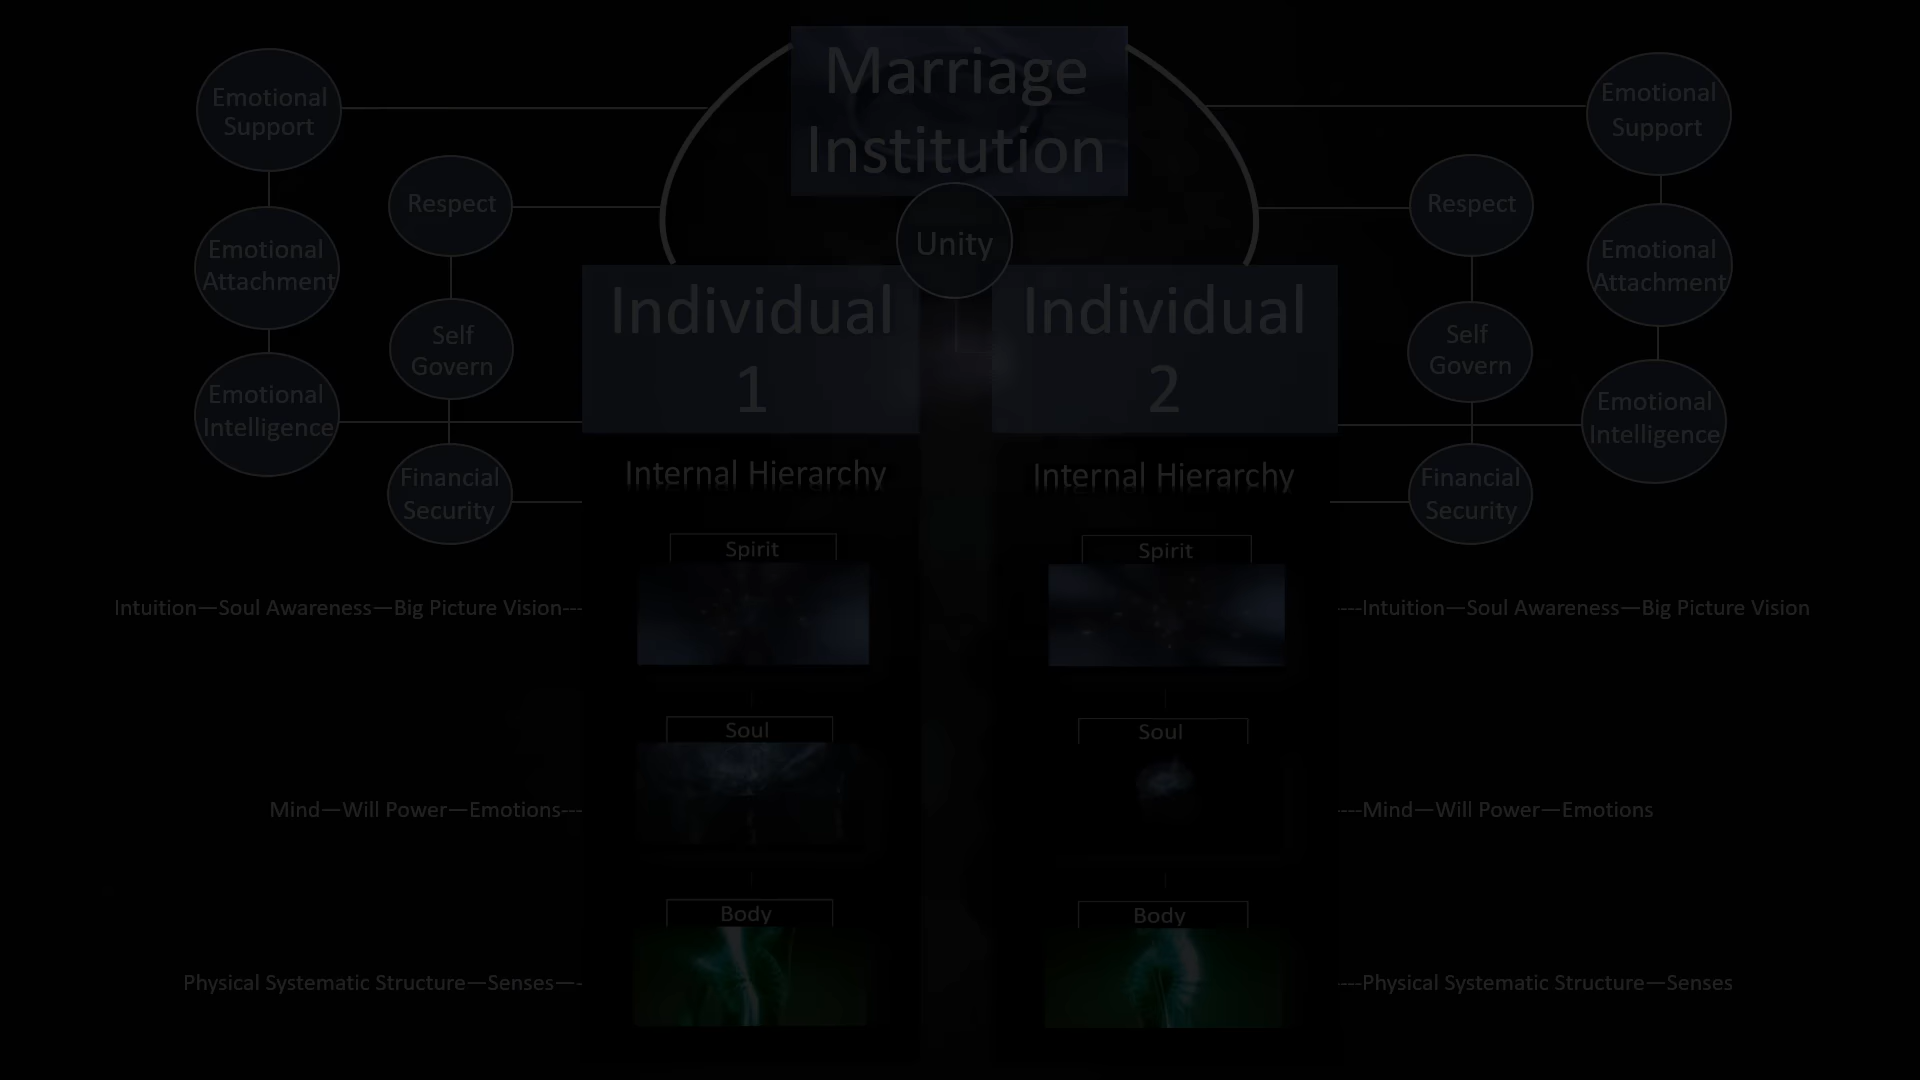 Marriage
Institution
Unity
Emotional
Support
Emotional
Attachment
Emotional
Intelligence
Respect
Self
Govern
Financial
Security
Individual
1
Individual
2
Respect
Self
Govern
Financial
Security
Emotional
Support
Emotional
Attachment
Emotional
Intelligence
Internal Hierarchy
Internal Hierarchy
Spirit
Spirit
Intuition—Soul Awareness—Big Picture Vision---
----Intuition—Soul Awareness—Big Picture Vision
Soul
Soul
Mind—Will Power—Emotions---
----Mind—Will Power—Emotions
Body
Body
Physical Systematic Structure—Senses—-
----Physical Systematic Structure—Senses